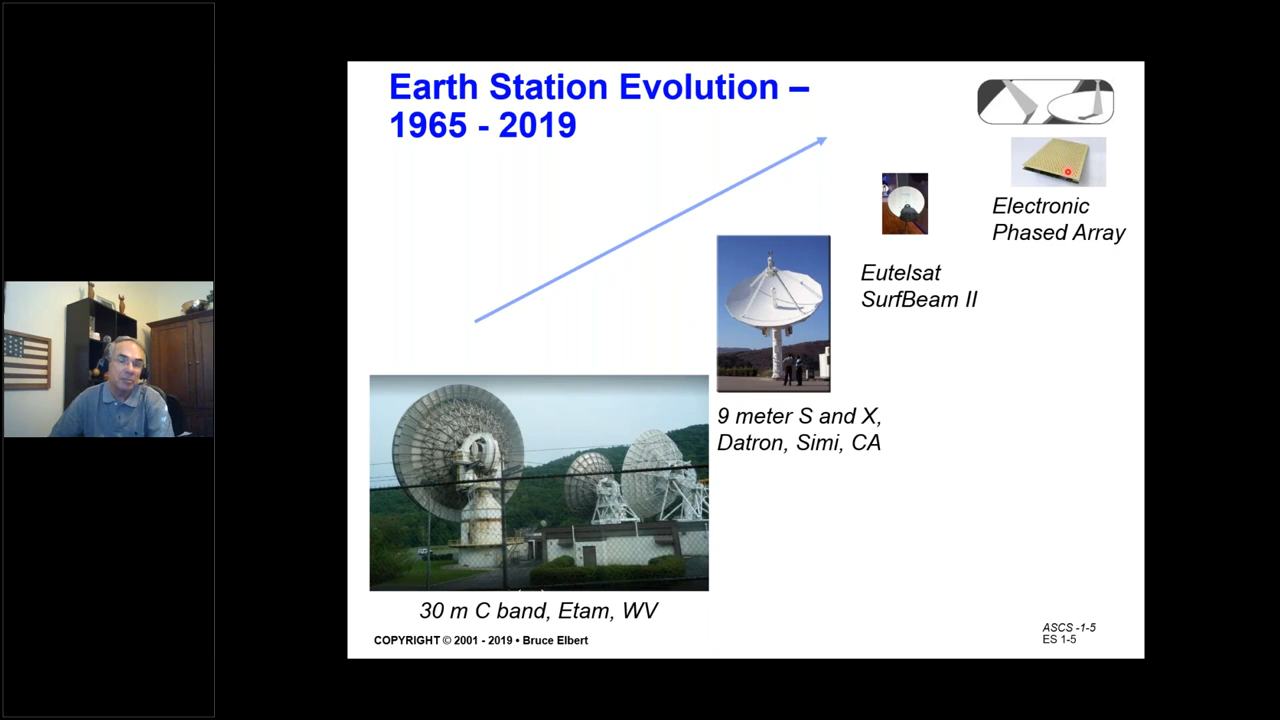 Earth Station Evolution –
1965 - 2019
Electronic
Phased Array
Eutelsat
SurfBeam II
9 meter S and X,
Datron, Simi, CA
30 m C band, Etam, WV
COPYRIGHT © 2001 - 2019 • Bruce Elbert
ASCS -1-5
ES 1-5